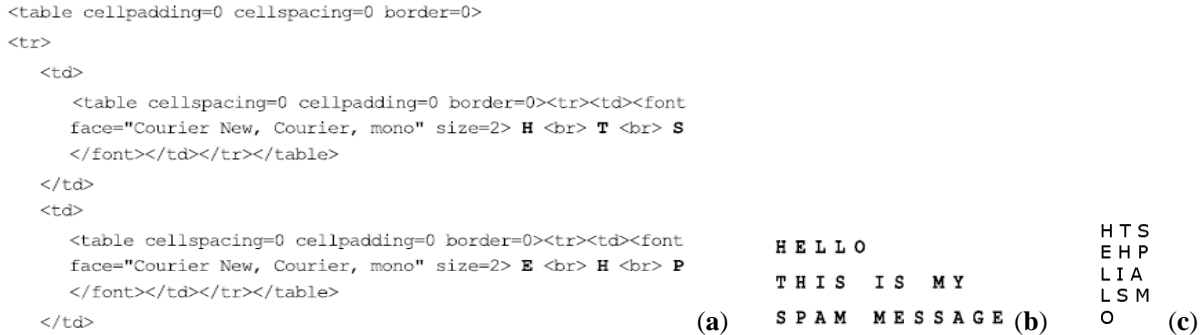 <table cellpadding=0 cellspacing=0 border=0>
<tr>
<td>
<table cellspacing=0 cellpadding=0 border=0><tr><td><font
face="Courier New, Courier, mono" size=2> H <br> T <br> S
</font></td></tr></table>
</td>
<td>
<table cellspacing=0 cellpadding=0 border=0><tr><td><font
face="Courier New, Courier, mono" size=2> E <br> H <br> P
</font></td></tr></table>
</td>
(a)
HELLO
THIS IS MY
SPAM MESSAGE
(b)
HTS
EHP
LIA
LSM
O
(c)